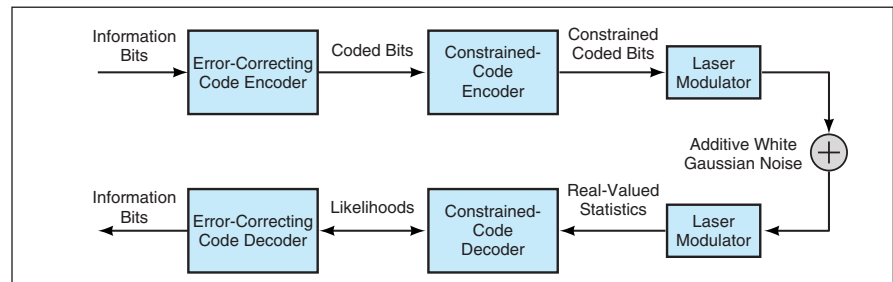 Information
Bits
Error-Correcting
Code Encoder
Coded Bits
Constrained-
Code
Encoder
Constrained
Coded Bits
Laser
Modulator
Additive White
Gaussian Noise
+
Information
Bits
Error-Correcting
Code Decoder
Likelihoods
Constrained-
Code
Decoder
Real-Valued
Statistics
Laser
Modulator